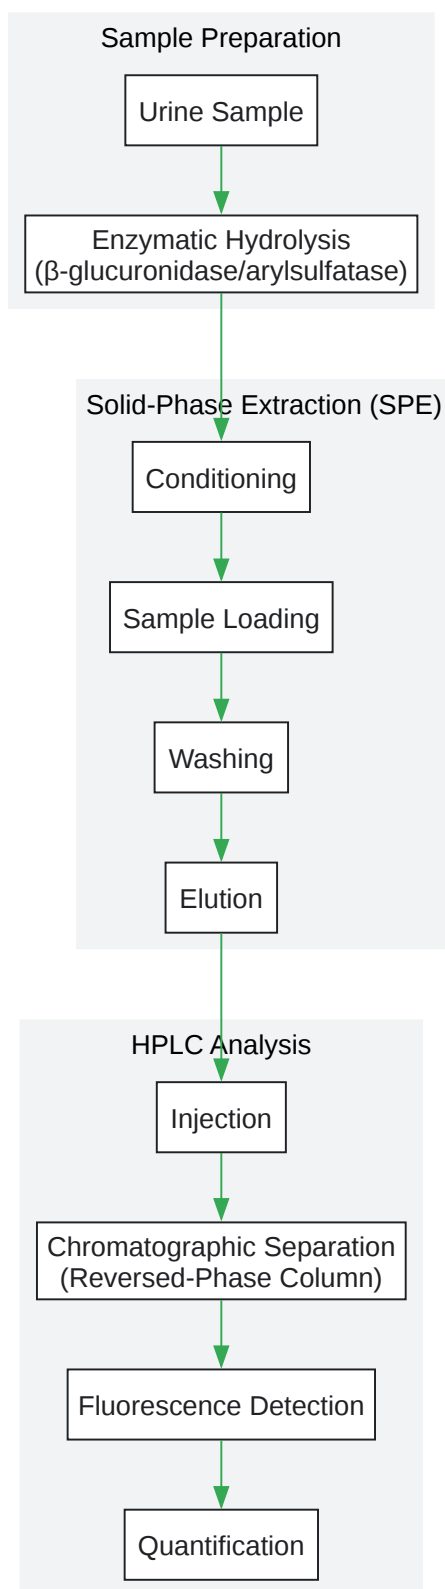 Sample Preparation
Urine Sample
Enzymatic Hydrolysis
(β-glucuronidase/arylsulfatase)
Solid-Phase Extraction (SPE)
Conditioning
Sample Loading
Washing
Elution
HPLC Analysis
Injection
Chromatographic Separation
(Reversed-Phase Column)
Fluorescence Detection
Quantification